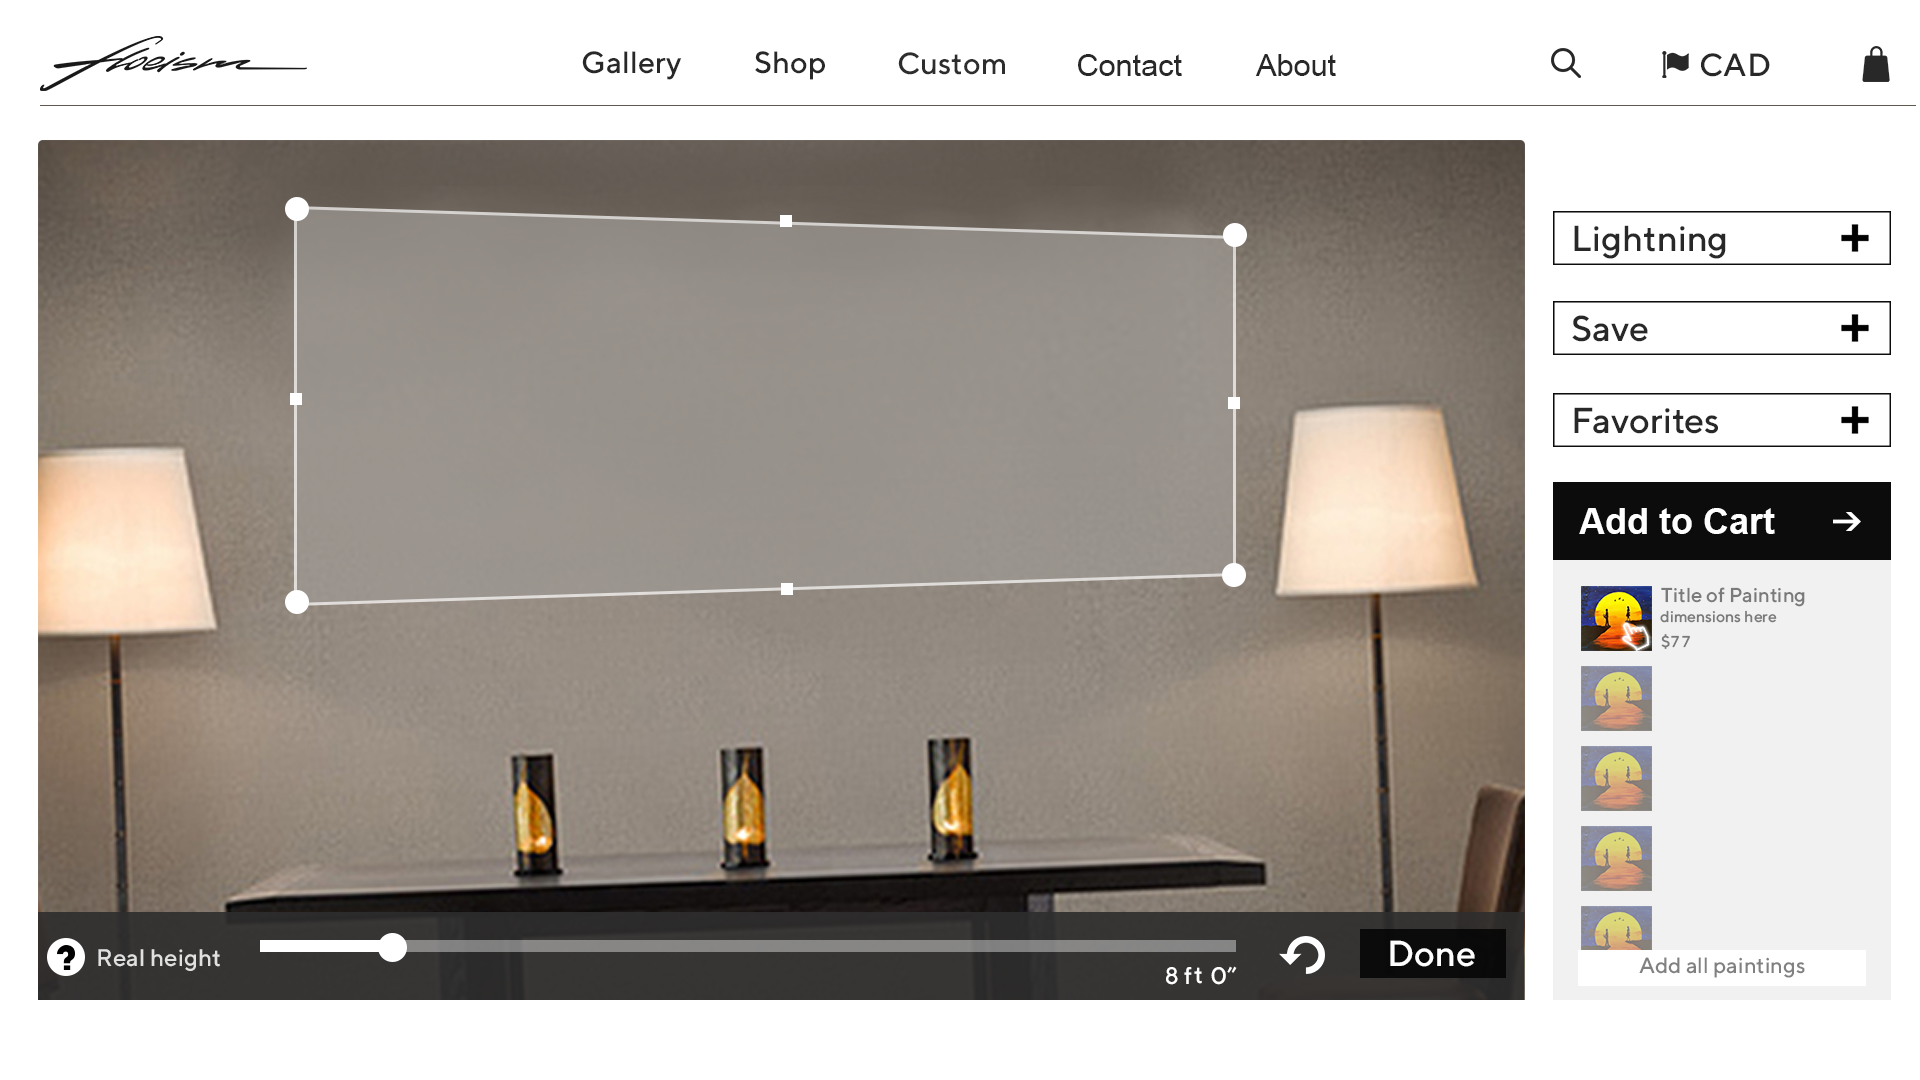 floeism
Gallery
Shop
Custom
Contact
About
CAD
Lightning
Save
Favorites
Add to Cart
Title of Painting
dimensions here
$77
Add all paintings
? Real height
8 ft 0”
Done